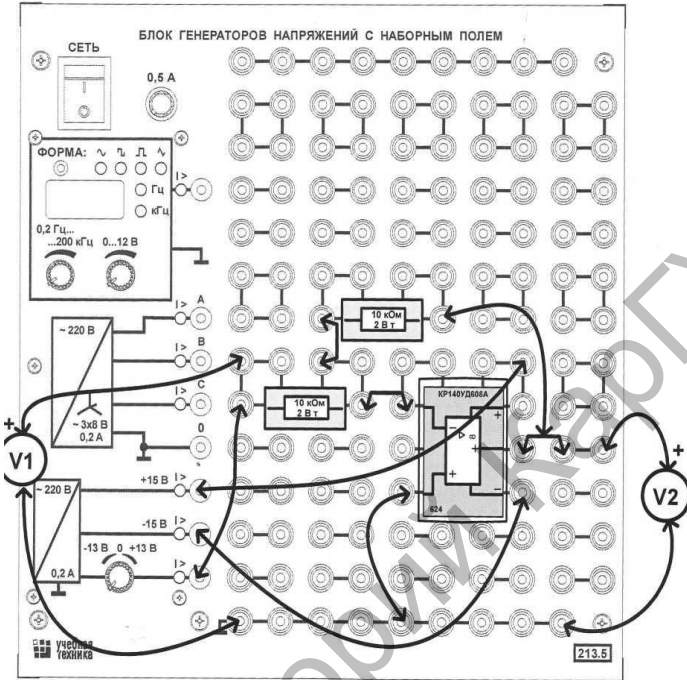 БЛОК ГЕНЕРАТОРОВ НАПРЯЖЕНИЙ С НАБОРНЫМ ПОЛЕМ
СЕТЬ
0,5 А
ФОРМА:
I>
Гц
кГц
0,2 Гц...
...200 кГц
0...12 В
~ 220 В
~ 3х8 В
0,2 А
I> А
I> В
I> С
0
10 кОм
2 Вт
10 кОм
2 Вт
КР140УД608А
8
624
+
V1
+
V2
~ 220 В
0,2 А
+15 В
I>
-15 В
I>
-13 В 0 +13 В
I>
учебная
техника
213.5